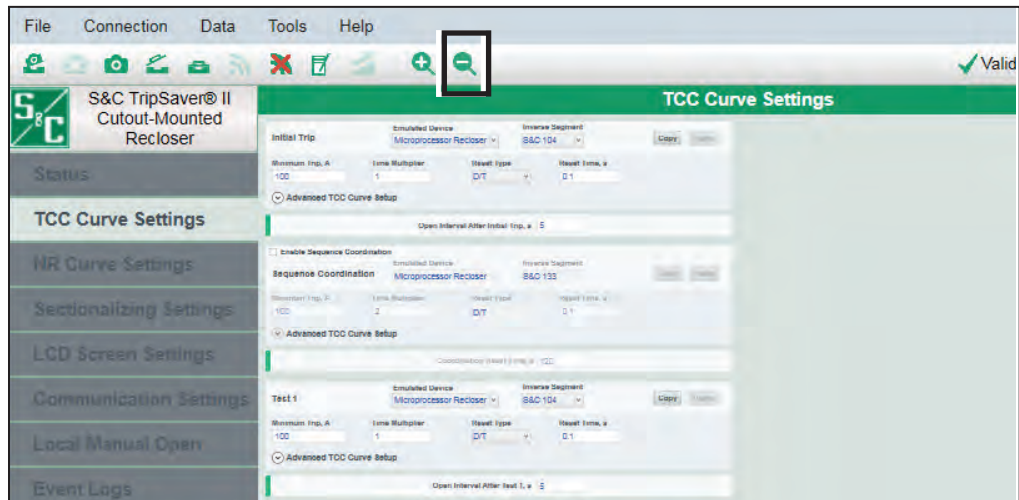 File Connection Data Tools Help
Valid
S&C
S&C TripSaver® II
Cutout-Mounted
Recloser
TCC Curve Settings
Status
TCC Curve Settings
NR Curve Settings
Sectionalizing Settings
LCD Screen Settings
Communication Settings
Local Manual Open
Event Logs
Emulated Device Inverse Segment
Initial Trip Microprocessor Recloser S&C 104 Copy
Minimum Trip, A Time Multiplier Reset Type Reset Time, s
100 1 D/T 0.1
Advanced TCC Curve Setup
Open Interval After Initial Trip, s 5
Enable Sequence Coordination
Emulated Device Inverse Segment
Sequence Coordination Microprocessor Recloser S&C 133
Minimum Trip, A Time Multiplier Reset Type Reset Time, s
100 2 D/T 0.1
Advanced TCC Curve Setup
Coordination Reset Time, s
Emulated Device Inverse Segment
Test 1 Microprocessor Recloser S&C 104 Copy
Minimum Trip, A Time Multiplier Reset Type Reset Time, s
100 1 D/T 0.1
Advanced TCC Curve Setup
Open Interval After Test 1, s 5